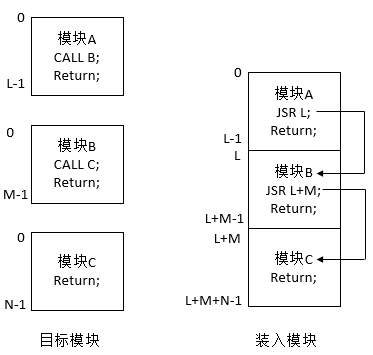 0
模块A
CALL B;
Return;
L-1
0
模块B
CALL C;
Return;
M-1
0
模块C
Return;
N-1
目标模块
0
模块A
JSR L;
Return;
L-1
L
模块B
JSR L+M;
Return;
L+M-1
L+M
模块C
Return;
L+M+N-1
装入模块